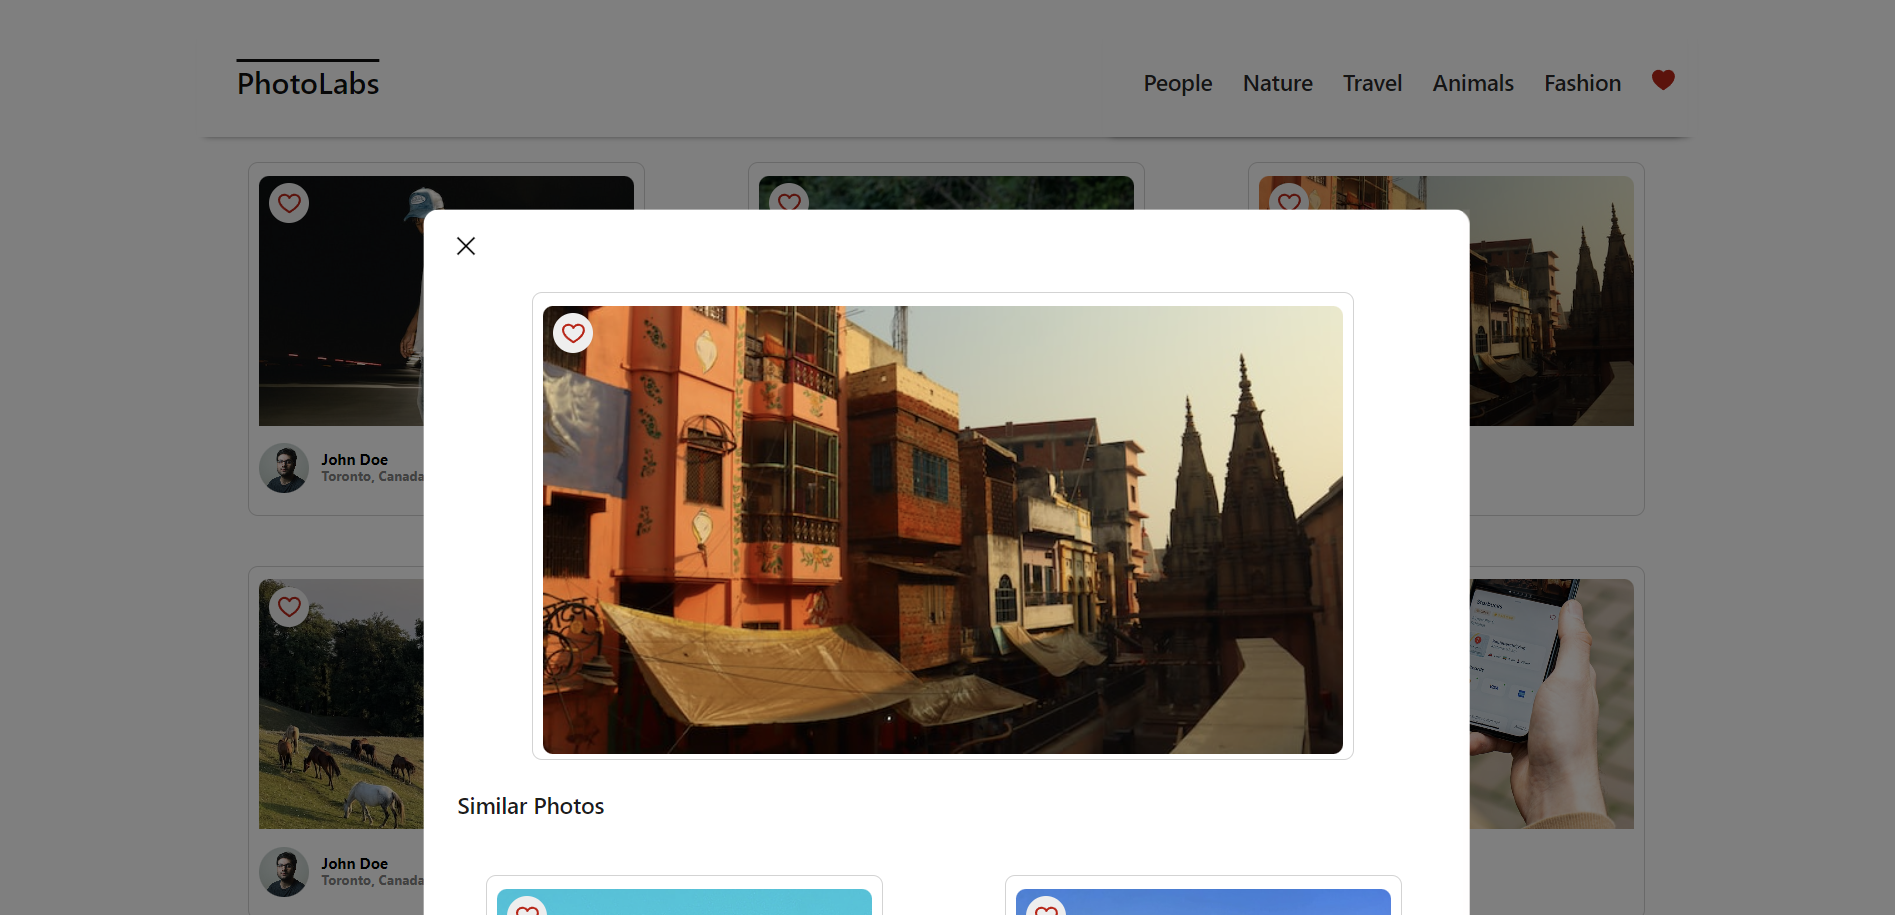 PhotoLabs
People Nature Travel Animals Fashion
John Doe
Toronto, Canada
Similar Photos
John Doe
Toronto, Canada